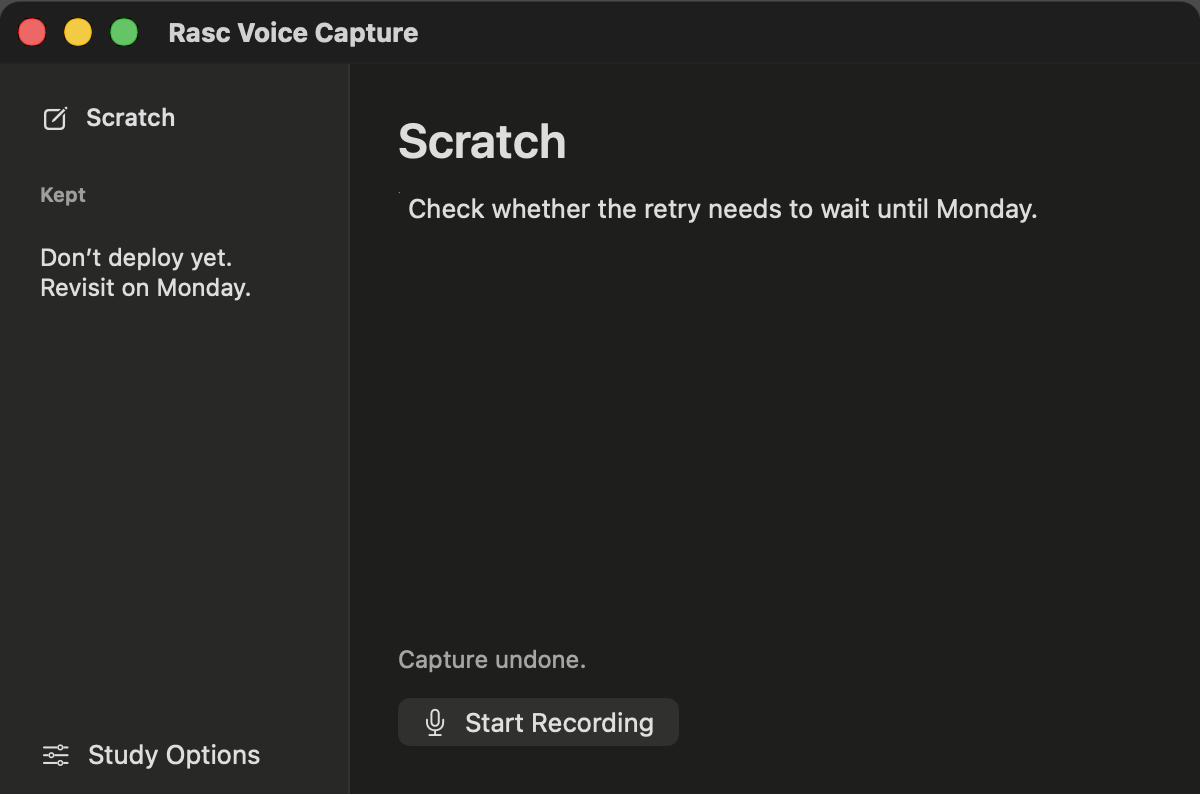 Rasc Voice Capture
Scratch
Kept
Don’t deploy yet.
Revisit on Monday.
Study Options
Scratch
Check whether the retry needs to wait until Monday.
Capture undone.
Start Recording